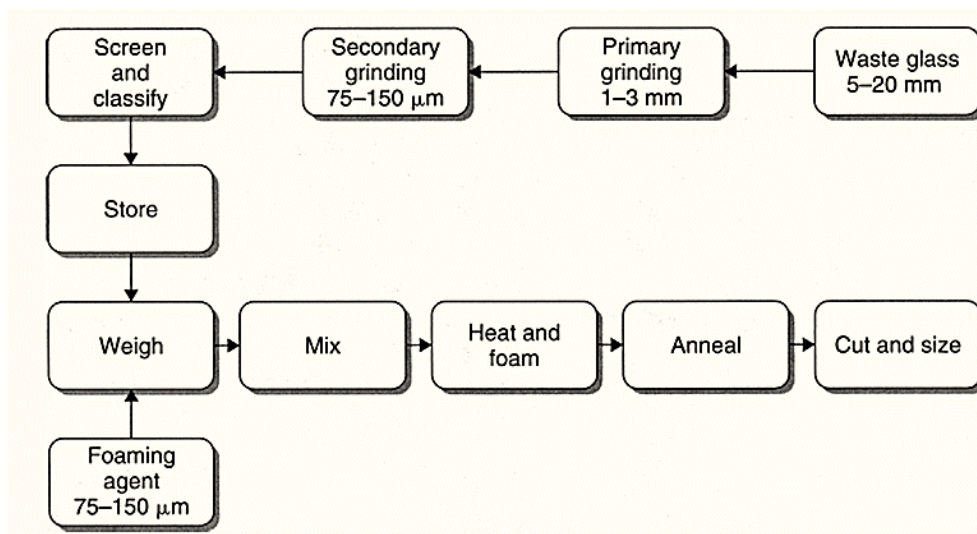 Screen
and
classify
Secondary
grinding
75–150 μm
Primary
grinding
1–3 mm
Waste glass
5–20 mm
Store
Weigh
Mix
Heat and
foam
Anneal
Cut and size
Foaming
agent
75–150 μm